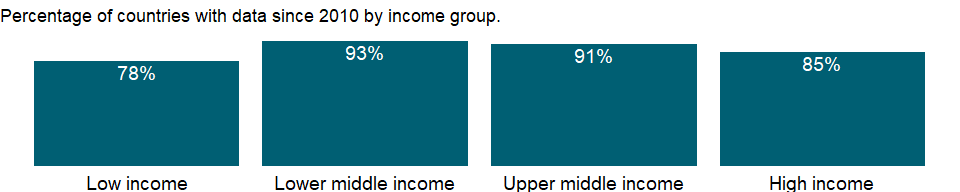 Percentage of countries with data since 2010 by income group.
78%
93%
91%
85%
Low income
Lower middle income
Upper middle income
High income